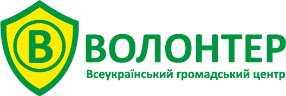 В
ВОЛОНТЕР
Всеукраїнський громадський центр